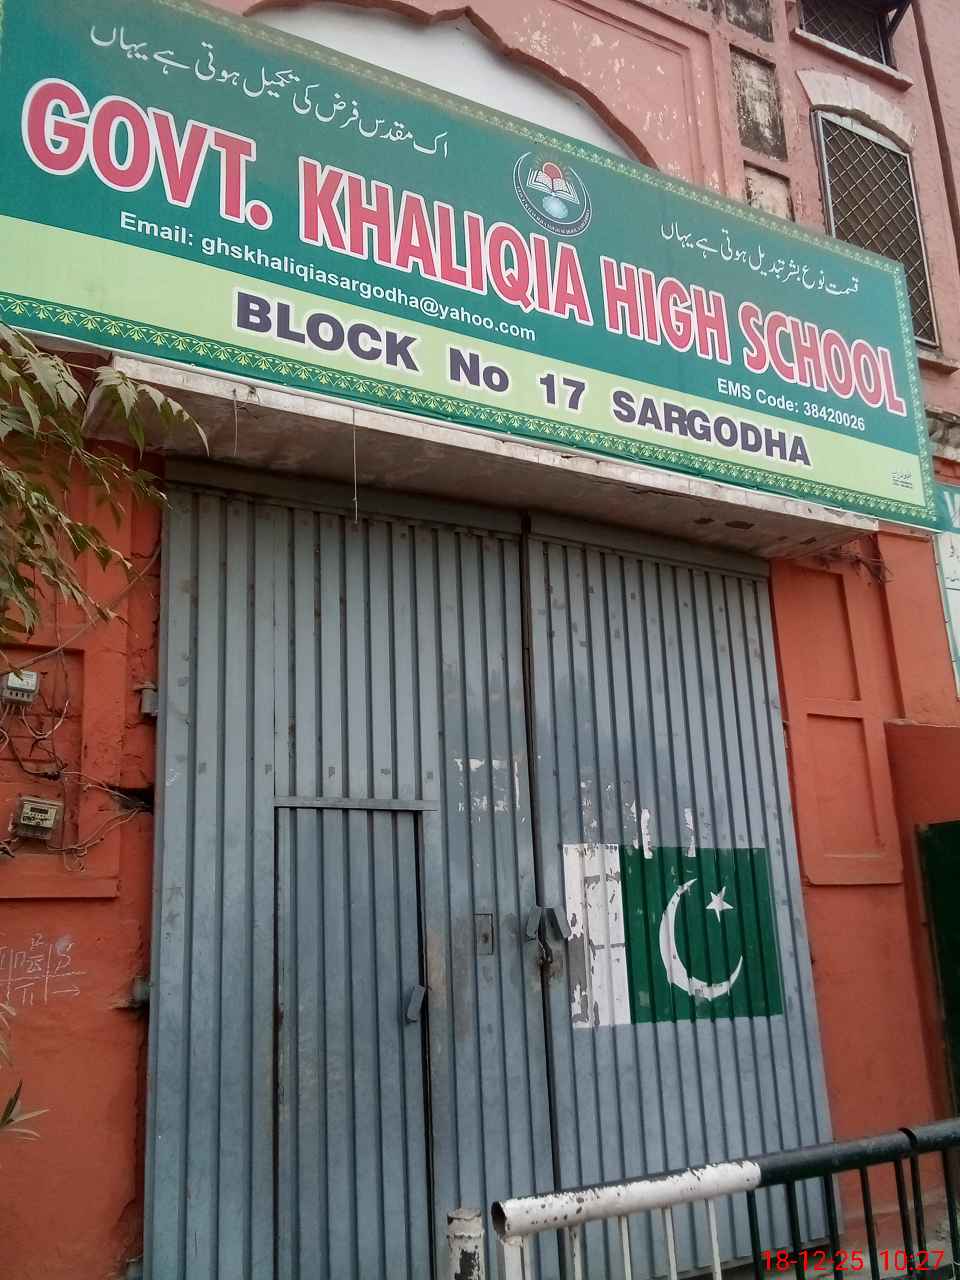 اک مقدس فرض کی تکمیل ہوتی ہے یہاں
قسمت نوع بشر تبدیل ہوتی ہے یہاں
GOVT. KHALIQIA HIGH SCHOOL
Email: ghskhaliqiasargodha@yahoo.com
EMS Code: 38420026
BLOCK No 17 SARGODHA
18-12-25 10:27